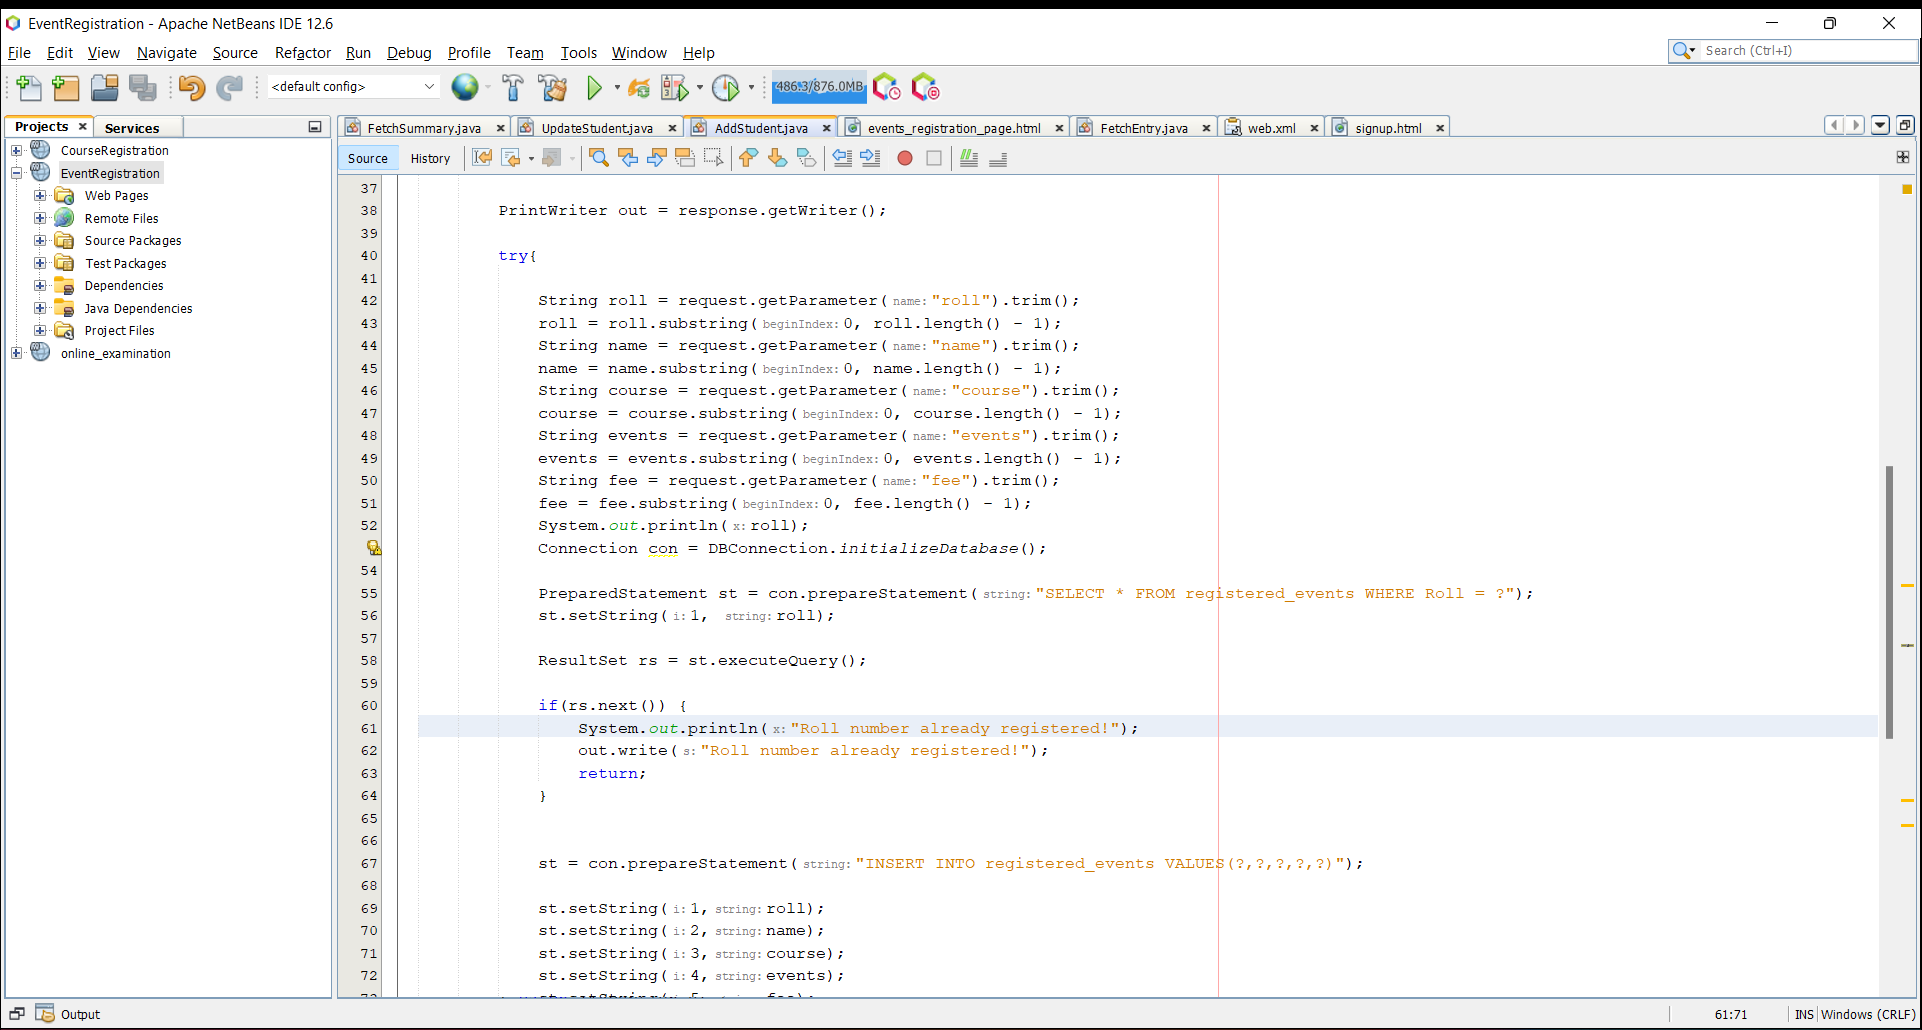 EventRegistration - Apache NetBeans IDE 12.6
File Edit View Navigate Source Refactor Run Debug Profile Team Tools Window Help
Search (Ctrl+I)
<default config>
486.3/876.0MB
Projects
Services
FetchSummary.java
UpdateStudent.java
AddStudent.java
events_registration_page.html
FetchEntry.java
web.xml
signup.html
Source
History
CourseRegistration
EventRegistration
Web Pages
Remote Files
Source Packages
Test Packages
Dependencies
Java Dependencies
Project Files
online_examination
37
38 PrintWriter out = response.getWriter();
39
40 try{
41
42 String roll = request.getParameter( name: "roll").trim();
43 roll = roll.substring( beginIndex: 0, roll.length() - 1);
44 String name = request.getParameter( name: "name").trim();
45 name = name.substring( beginIndex: 0, name.length() - 1);
46 String course = request.getParameter( name: "course").trim();
47 course = course.substring( beginIndex: 0, course.length() - 1);
48 String events = request.getParameter( name: "events").trim();
49 events = events.substring( beginIndex: 0, events.length() - 1);
50 String fee = request.getParameter( name: "fee").trim();
51 fee = fee.substring( beginIndex: 0, fee.length() - 1);
52 System.out.println( x: roll);
Connection con = DBConnection.initializeDatabase();
54
55 PreparedStatement st = con.prepareStatement( string: "SELECT * FROM registered_events WHERE Roll = ?");
56 st.setString( i: 1, string: roll);
57
58 ResultSet rs = st.executeQuery();
59
60 if(rs.next()) {
61 System.out.println( x: "Roll number already registered!");
62 out.write( s: "Roll number already registered!");
63 return;
64 }
65
66
67 st = con.prepareStatement( string: "INSERT INTO registered_events VALUES(?,?,?,?,?)");
68
69 st.setString( i: 1, string: roll);
70 st.setString( i: 2, string: name);
71 st.setString( i: 3, string: course);
72 st.setString( i: 4, string: events);
Output
61:71
INS
Windows (CRLF)